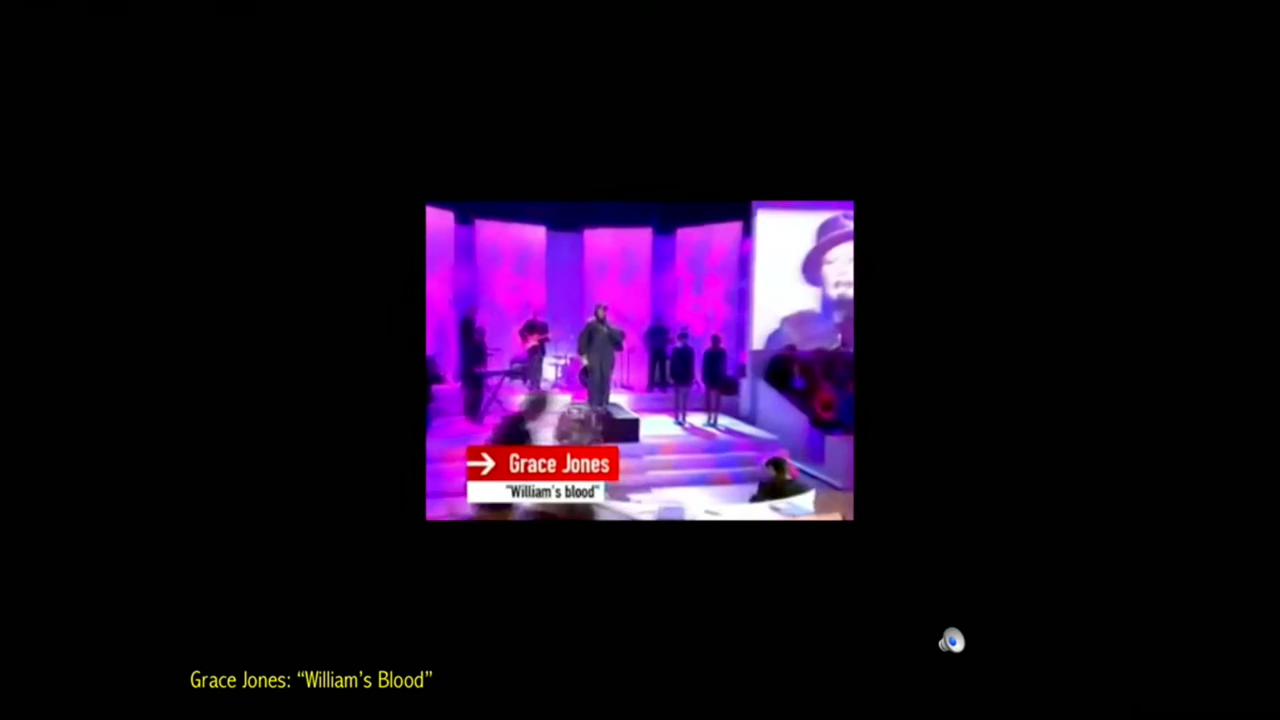 Grace Jones
"William's blood"
Grace Jones: “William’s Blood”